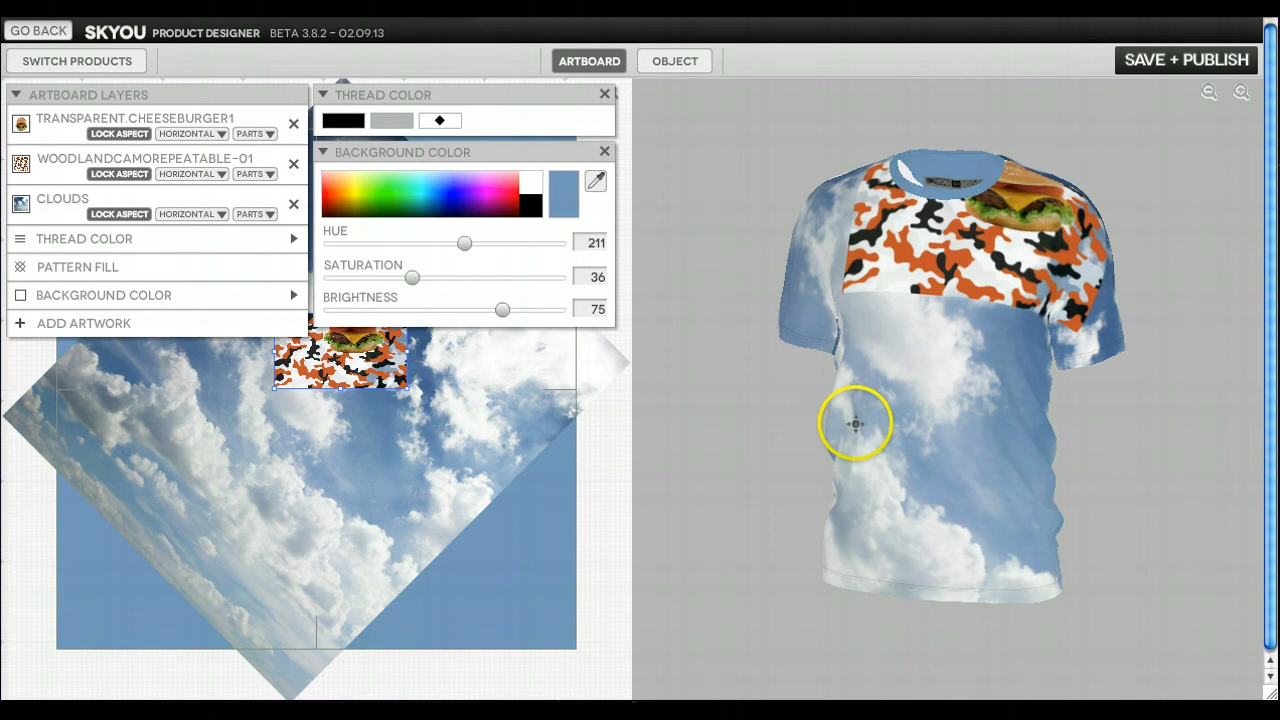 GO BACK SKYOU PRODUCT DESIGNER BETA 3.8.2 - 02.09.13
SWITCH PRODUCTS ARTBOARD OBJECT SAVE + PUBLISH
ARTBOARD LAYERS
TRANSPARENT.CHEESEBURGER1
LOCK ASPECT HORIZONTAL PARTS
WOODLANDCAMOREPEATABLE-01
LOCK ASPECT HORIZONTAL PARTS
CLOUDS
LOCK ASPECT HORIZONTAL PARTS
THREAD COLOR
PATTERN FILL
BACKGROUND COLOR
ADD ARTWORK
THREAD COLOR
BACKGROUND COLOR
HUE
211
SATURATION
36
BRIGHTNESS
75